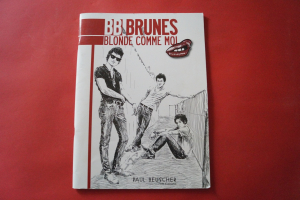 BB BRUNES
BLONDE COMME MOI
PAUL BEUSCHER